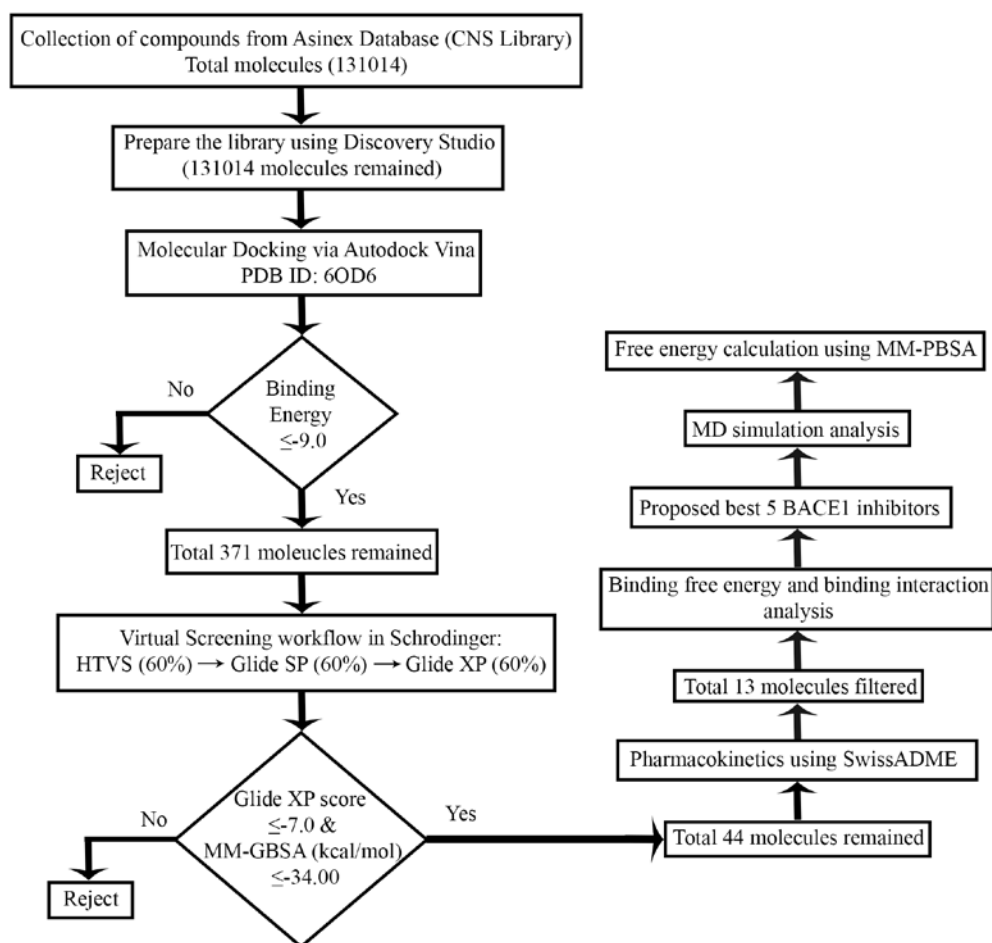 Collection of compounds from Asinex Database (CNS Library)
Total molecules (131014)
Prepare the library using Discovery Studio
(131014 molecules remained)
Molecular Docking via Autodock Vina
PDB ID: 6OD6
Binding
Energy
≤-9.0
No
Reject
Yes
Total 371 moleucles remained
Virtual Screening workflow in Schrodinger:
HTVS (60%) → Glide SP (60%) → Glide XP (60%)
Glide XP score
≤-7.0 &
MM-GBSA (kcal/mol)
≤-34.00
No
Reject
Yes
Total 44 molecules remained
Pharmacokinetics using SwissADME
Total 13 molecules filtered
Binding free energy and binding interaction
analysis
Proposed best 5 BACE1 inhibitors
MD simulation analysis
Free energy calculation using MM-PBSA